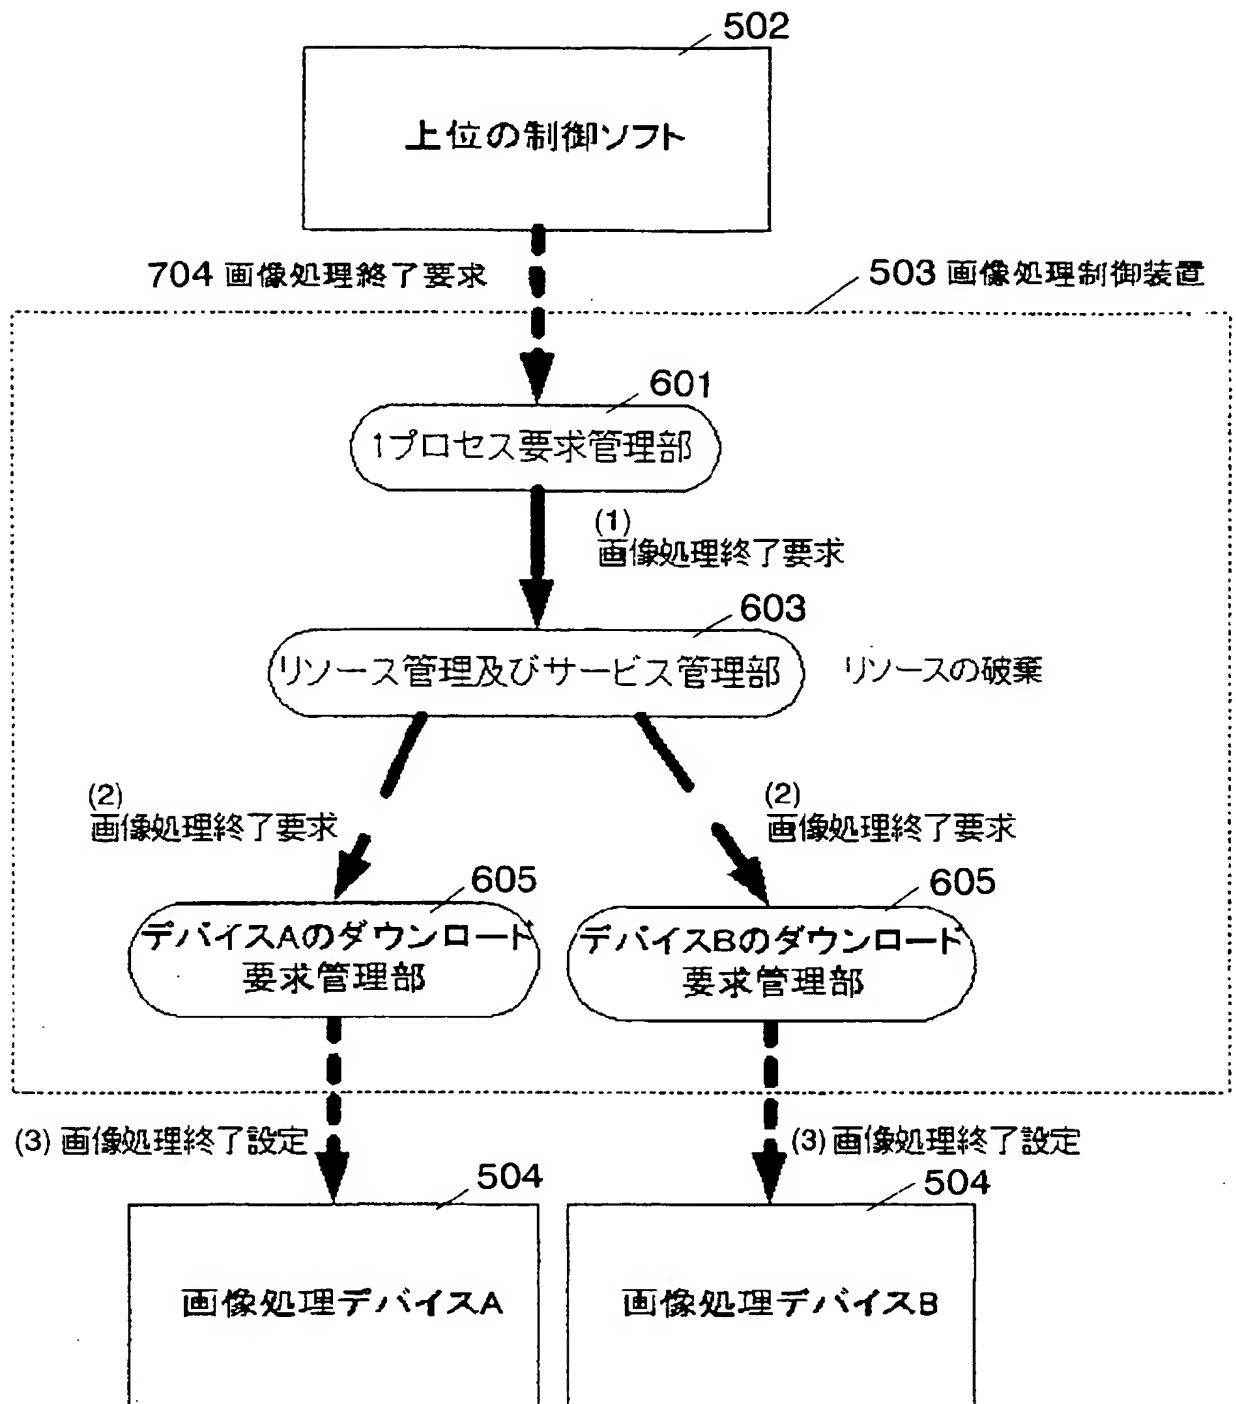 502
上位の制御ソフト
704 画像処理終了要求
503 画像処理制御装置
601
1プロセス要求管理部
(1)
画像処理終了要求
603
リソース管理及びサービス管理部
リソースの破棄
(2)
画像処理終了要求
(2)
画像処理終了要求
605
デバイスAのダウンロード
要求管理部
605
デバイスBのダウンロード
要求管理部
(3) 画像処理終了設定
(3) 画像処理終了設定
504
画像処理デバイスA
504
画像処理デバイスB